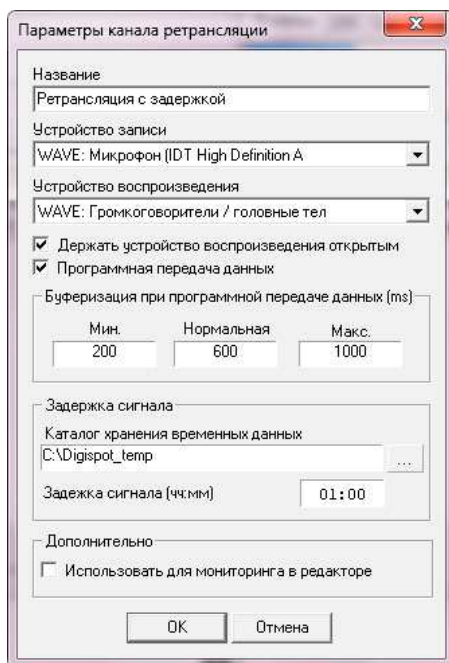 Параметры канала ретрансляции
Название
Ретрансляция с задержкой
Устройство записи
WAVE: Микрофон (IDT High Definition A
Устройство воспроизведения
WAVE: Громкоговорители / головные тел
Держать устройство воспроизведения открытым
Программная передача данных
Буферизация при программной передаче данных (ms)
Мин. Нормальная Макс.
200 600 1000
Задержка сигнала
Каталог хранения временных данных
C:\Digispot_temp ...
Задежка сигнала (чч:мм) 01:00
Дополнительно
Использовать для мониторинга в редакторе
OK Отмена